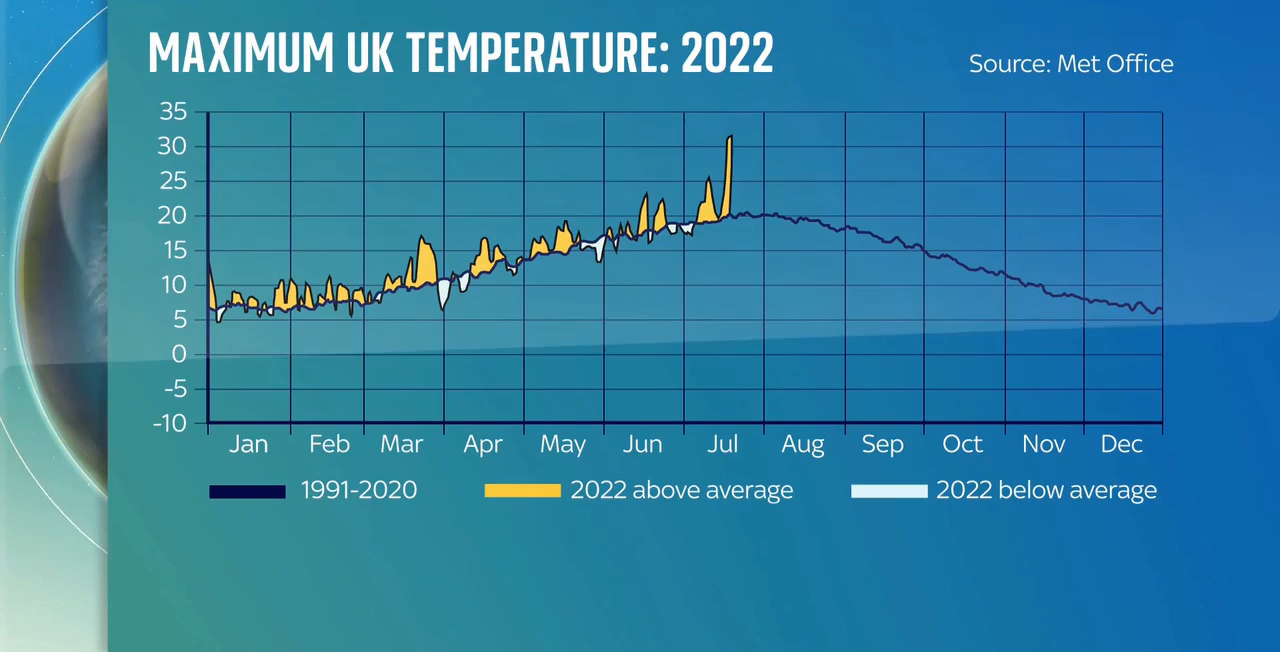 MAXIMUM UK TEMPERATURE: 2022
Source: Met Office
35
30
25
20
15
10
5
0
-5
-10
Jan Feb Mar Apr May Jun Jul Aug Sep Oct Nov Dec
1991-2020 2022 above average 2022 below average